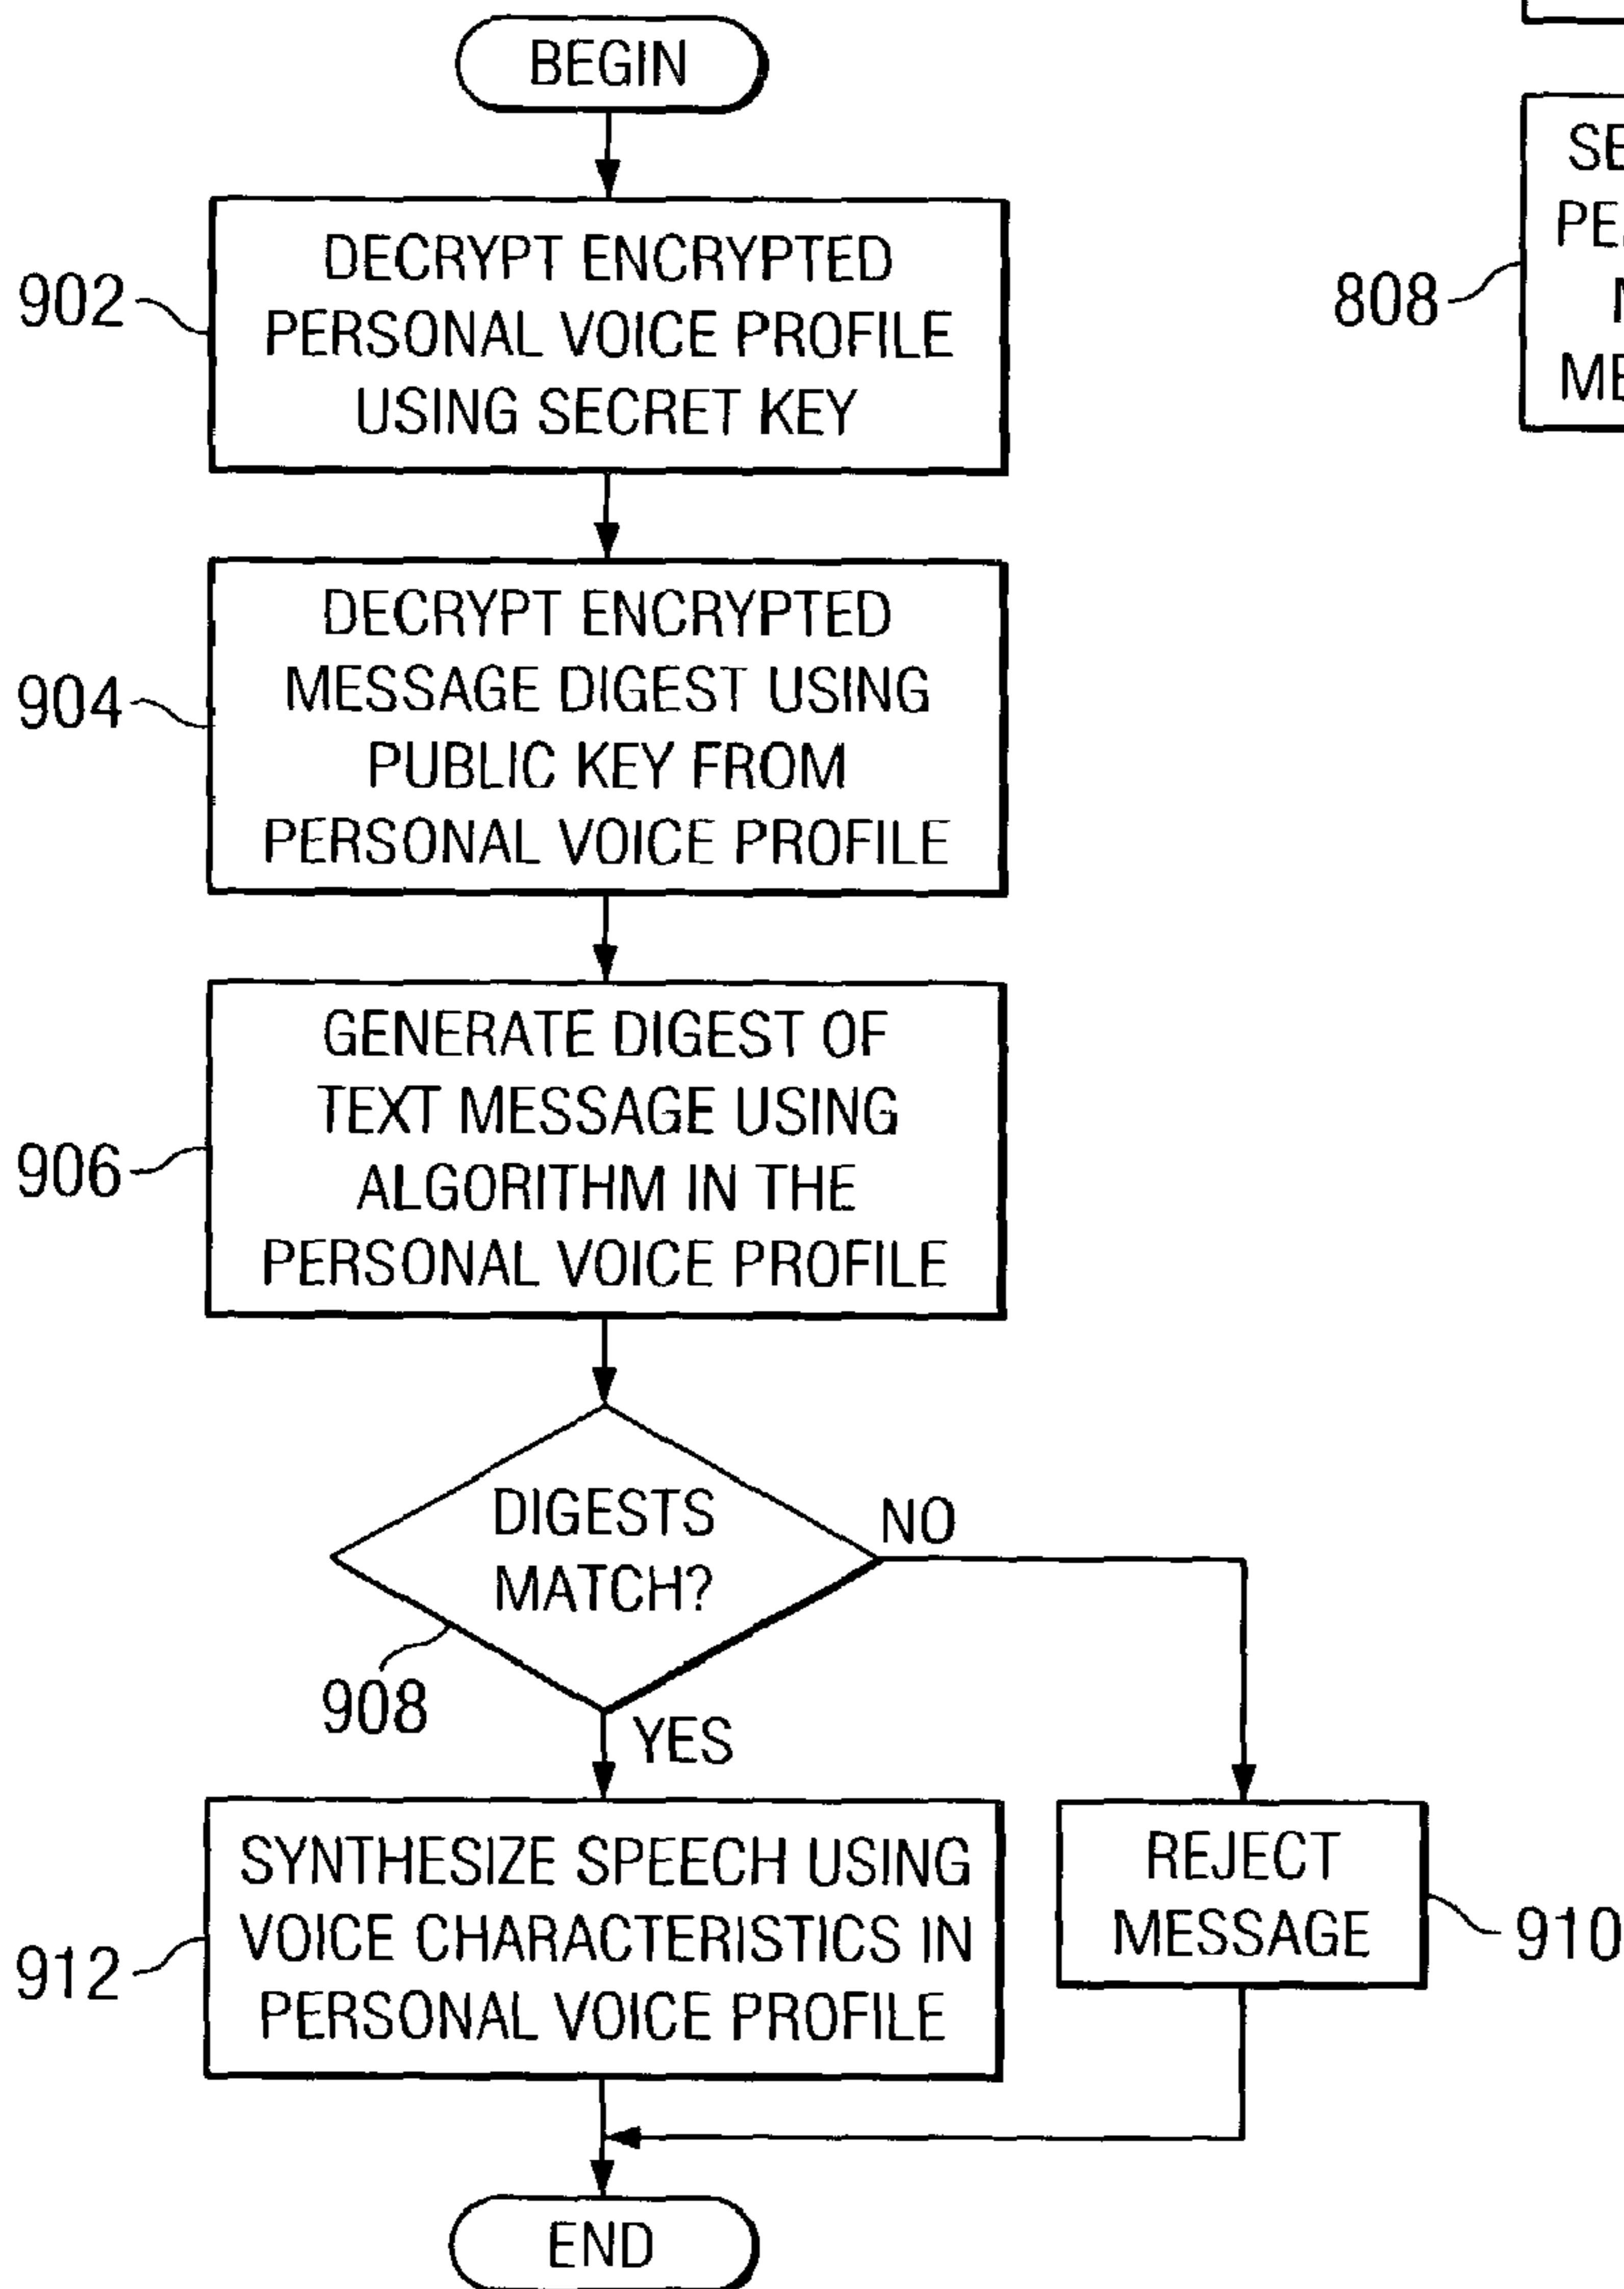 BEGIN
902
DECRYPT ENCRYPTED
PERSONAL VOICE PROFILE
USING SECRET KEY
904
DECRYPT ENCRYPTED
MESSAGE DIGEST USING
PUBLIC KEY FROM
PERSONAL VOICE PROFILE
906
GENERATE DIGEST OF
TEXT MESSAGE USING
ALGORITHM IN THE
PERSONAL VOICE PROFILE
DIGESTS
MATCH?
NO
908
YES
912
SYNTHESIZE SPEECH USING
VOICE CHARACTERISTICS IN
PERSONAL VOICE PROFILE
REJECT
MESSAGE
910
END
808